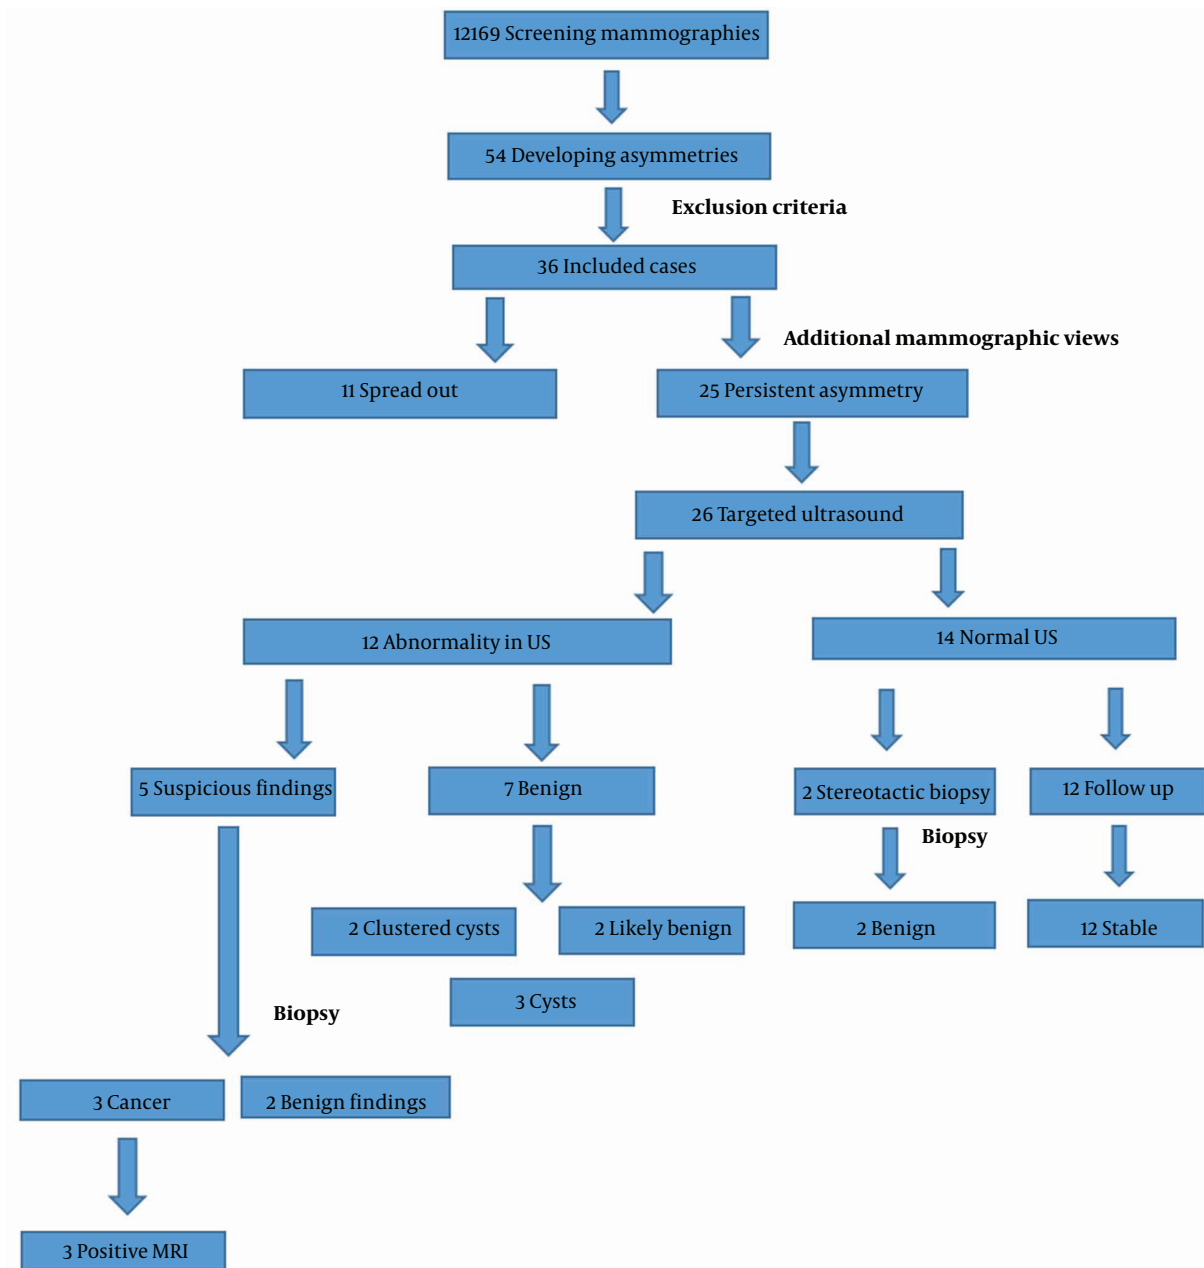 12169 Screening mammographies
54 Developing asymmetries
Exclusion criteria
36 Included cases
Additional mammographic views
11 Spread out
25 Persistent asymmetry
26 Targeted ultrasound
12 Abnormality in US
14 Normal US
5 Suspicious findings
7 Benign
2 Stereotactic biopsy
12 Follow up
Biopsy
2 Clustered cysts
2 Likely benign
2 Benign
12 Stable
3 Cysts
Biopsy
3 Cancer
2 Benign findings
3 Positive MRI